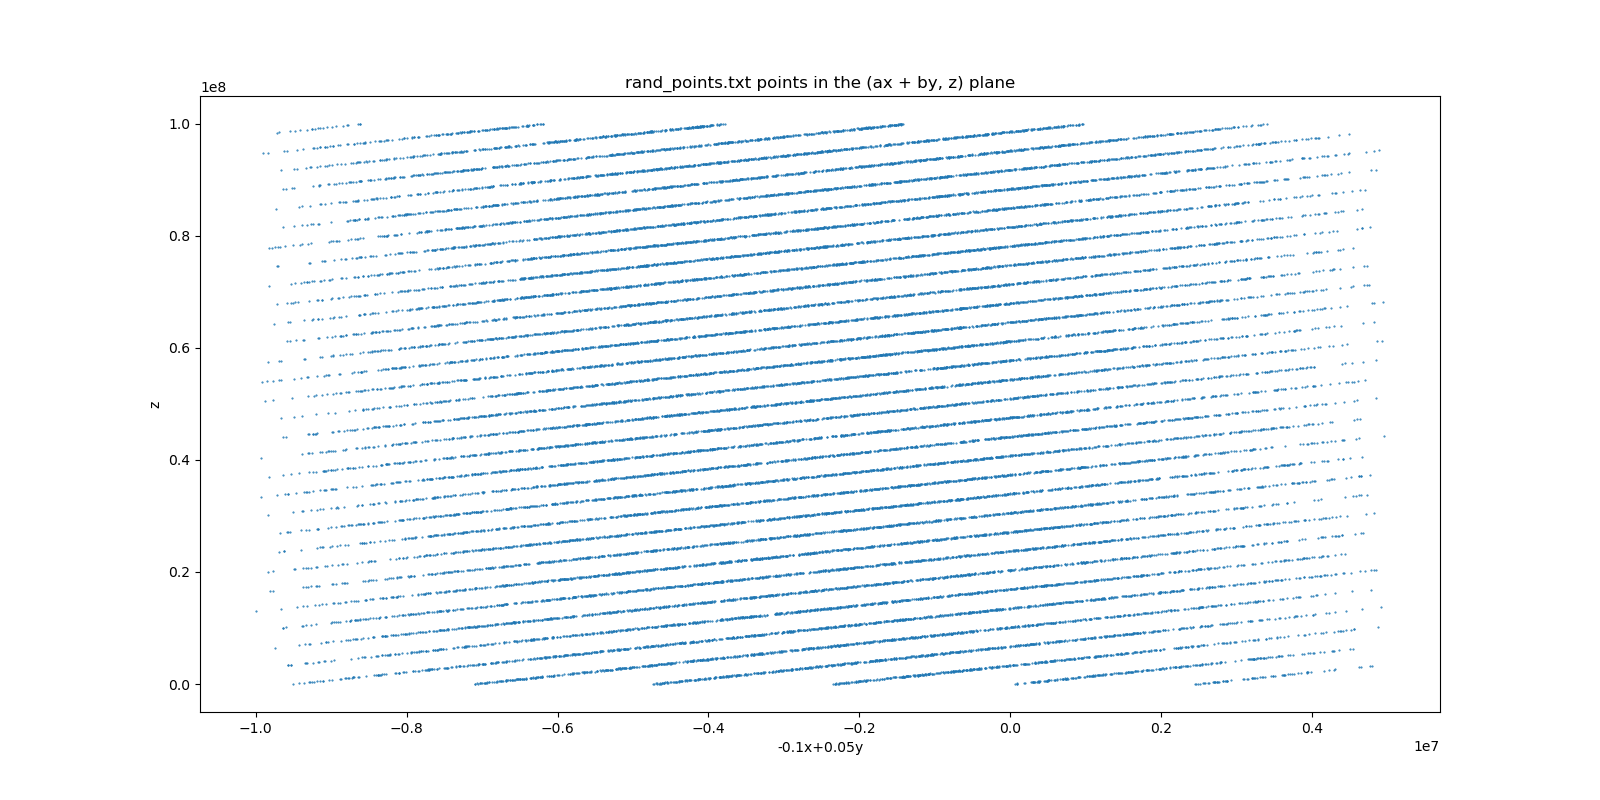 rand_points.txt points in the (ax + by, z) plane
1e8
1.0
0.8
0.6
z
0.4
0.2
0.0
−1.0 −0.8 −0.6 −0.4 −0.2 0.0 0.2 0.4
-0.1x+0.05y
1e7